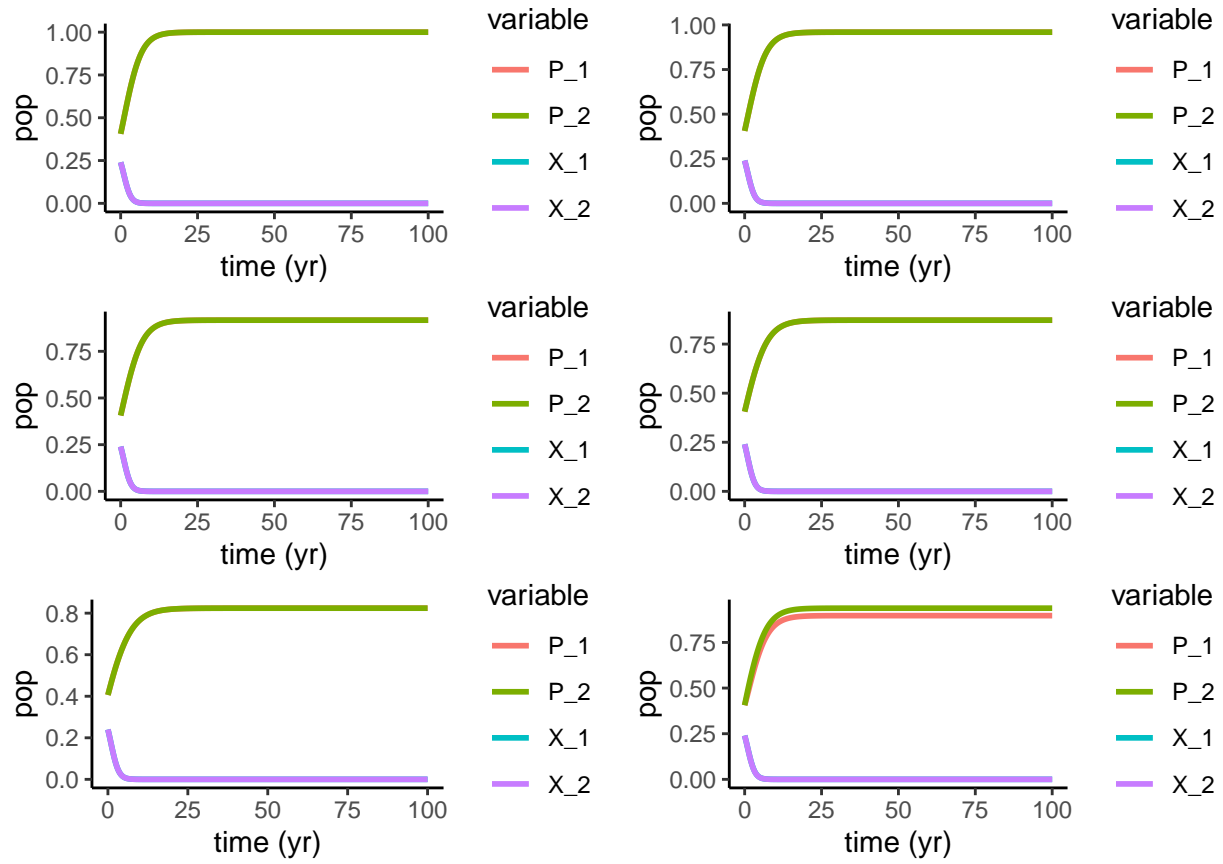 variable
1.00
0.75
0.50
0.25
0.00
pop
P_1
P_2
X_1
X_2
0 25 50 75 100
time (yr)
variable
1.00
0.75
0.50
0.25
0.00
pop
P_1
P_2
X_1
X_2
0 25 50 75 100
time (yr)
variable
0.75
0.50
0.25
0.00
pop
P_1
P_2
X_1
X_2
0 25 50 75 100
time (yr)
variable
0.75
0.50
0.25
0.00
pop
P_1
P_2
X_1
X_2
0 25 50 75 100
time (yr)
variable
0.8
0.6
0.4
0.2
0.0
pop
P_1
P_2
X_1
X_2
0 25 50 75 100
time (yr)
variable
0.75
0.50
0.25
0.00
pop
P_1
P_2
X_1
X_2
0 25 50 75 100
time (yr)